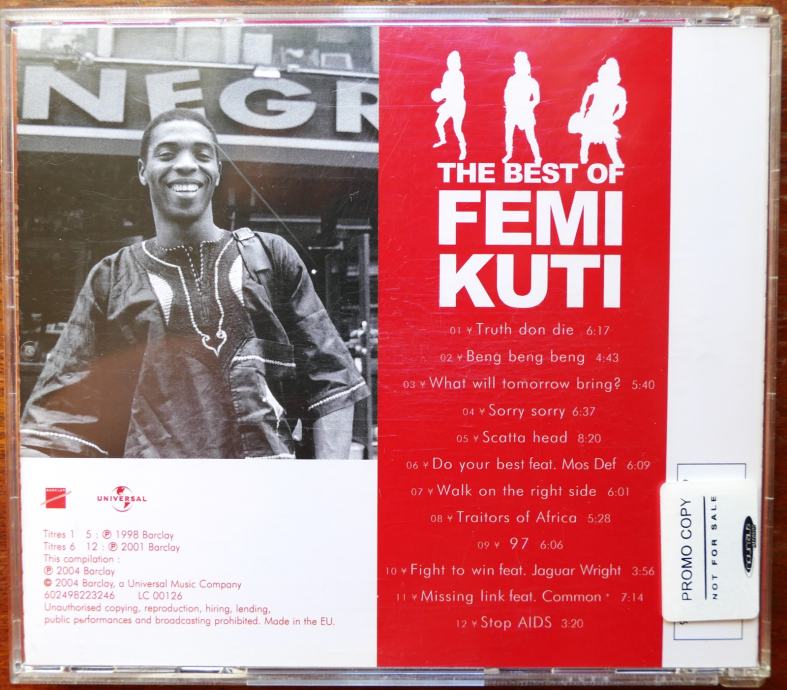 NEGR
THE BEST OF
FEMI
KUTI
01 ¥ Truth don die 6:17
02 ¥ Beng beng beng 4:43
03 ¥ What will tomorrow bring? 5:40
04 ¥ Sorry sorry 6:37
05 ¥ Scatta head 8:20
06 ¥ Do your best feat. Mos Def 6:09
07 ¥ Walk on the right side 6:01
08 ¥ Traitors of Africa 5:28
09 ¥ 97 6:06
10 ¥ Fight to win feat. Jaguar Wright 3:56
11 ¥ Missing link feat. Common * 7:14
12 ¥ Stop AIDS 3:20
BARCLAY
UNIVERSAL
Titres 1 5 : ℗ 1998 Barclay
Titres 6 12 : ℗ 2001 Barclay
This compilation :
℗ 2004 Barclay
© 2004 Barclay, a Universal Music Company
602498223246 LC 00126
Unauthorised copying, reproduction, hiring, lending,
public performances and broadcasting prohibited. Made in the EU.
PROMO COPY
NOT FOR SALE